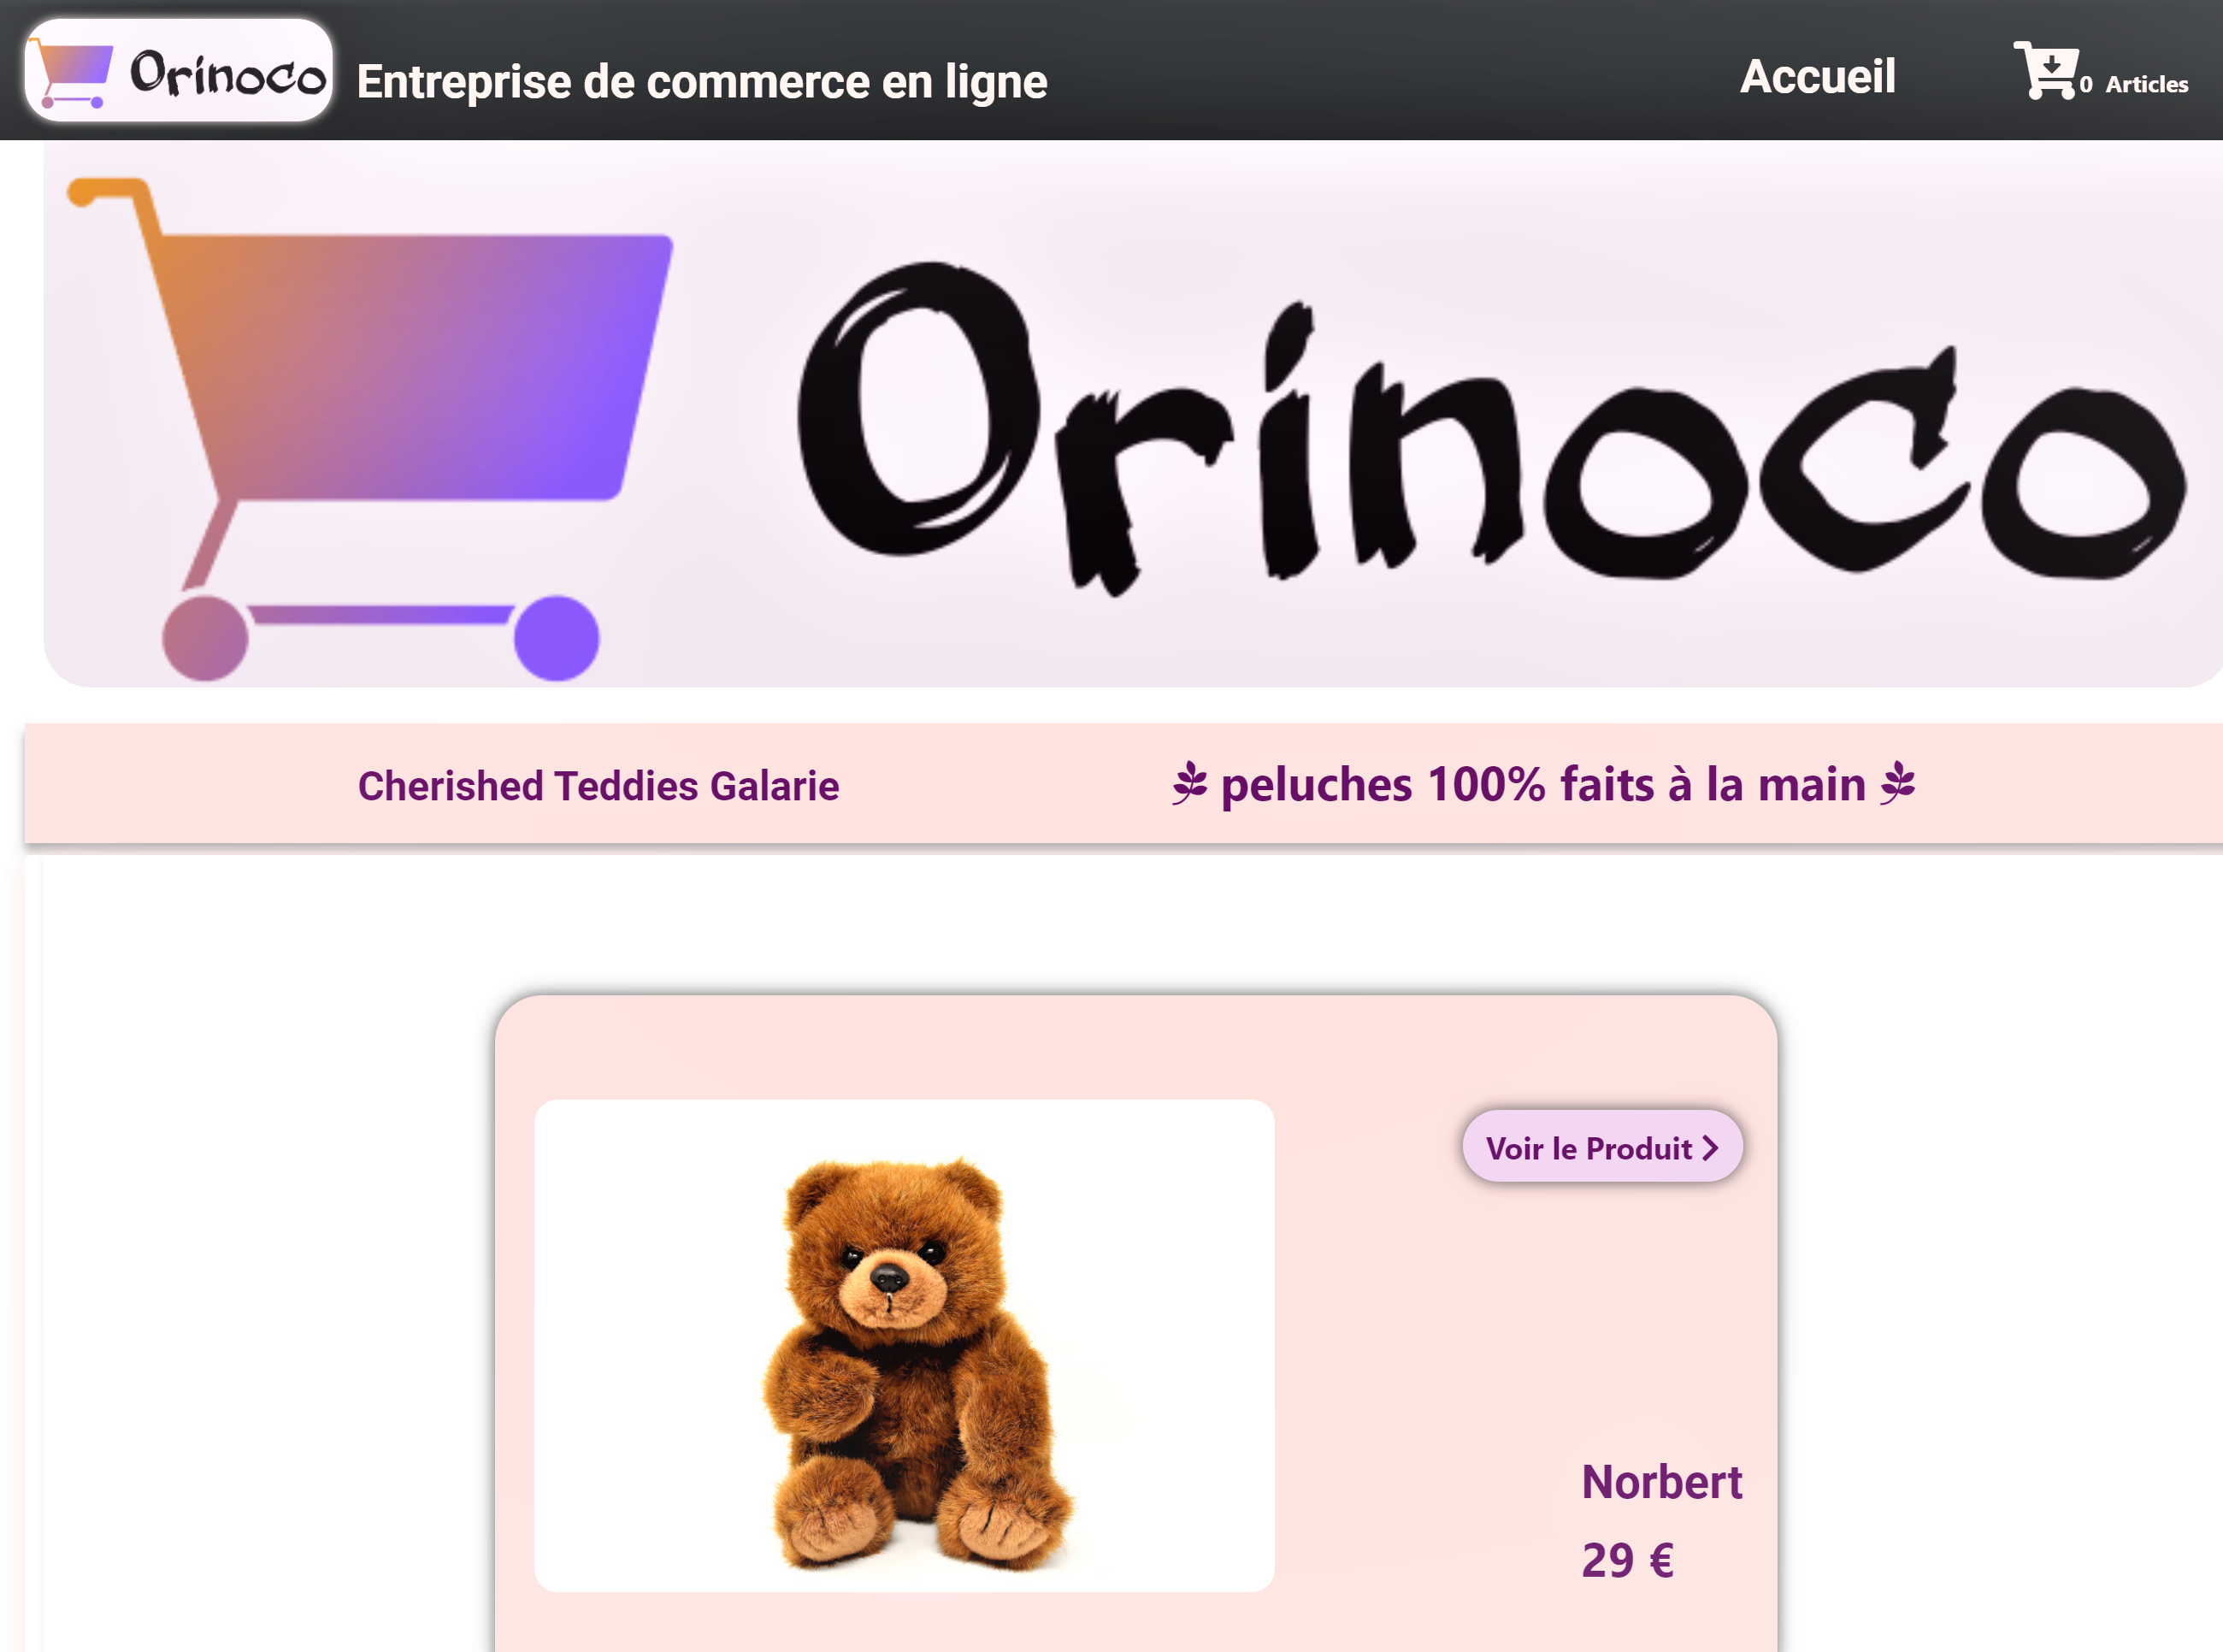 Orinoco
Entreprise de commerce en ligne
Accueil
0 Articles
Orinoco
Cherished Teddies Galarie
peluches 100% faits à la main
Voir le Produit
Norbert
29 €